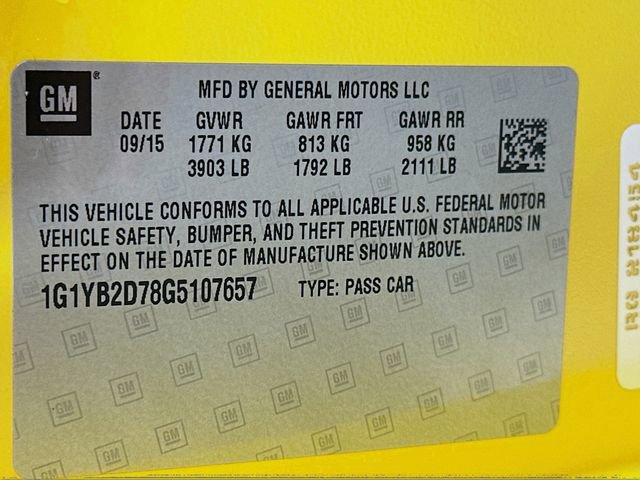 GM
MFD BY GENERAL MOTORS LLC
DATE GVWR GAWR FRT GAWR RR
09/15 1771 KG 813 KG 958 KG
3903 LB 1792 LB 2111 LB
THIS VEHICLE CONFORMS TO ALL APPLICABLE U.S. FEDERAL MOTOR
VEHICLE SAFETY, BUMPER, AND THEFT PREVENTION STANDARDS IN
EFFECT ON THE DATE OF MANUFACTURE SHOWN ABOVE.
1G1YB2D78G5107657 TYPE: PASS CAR